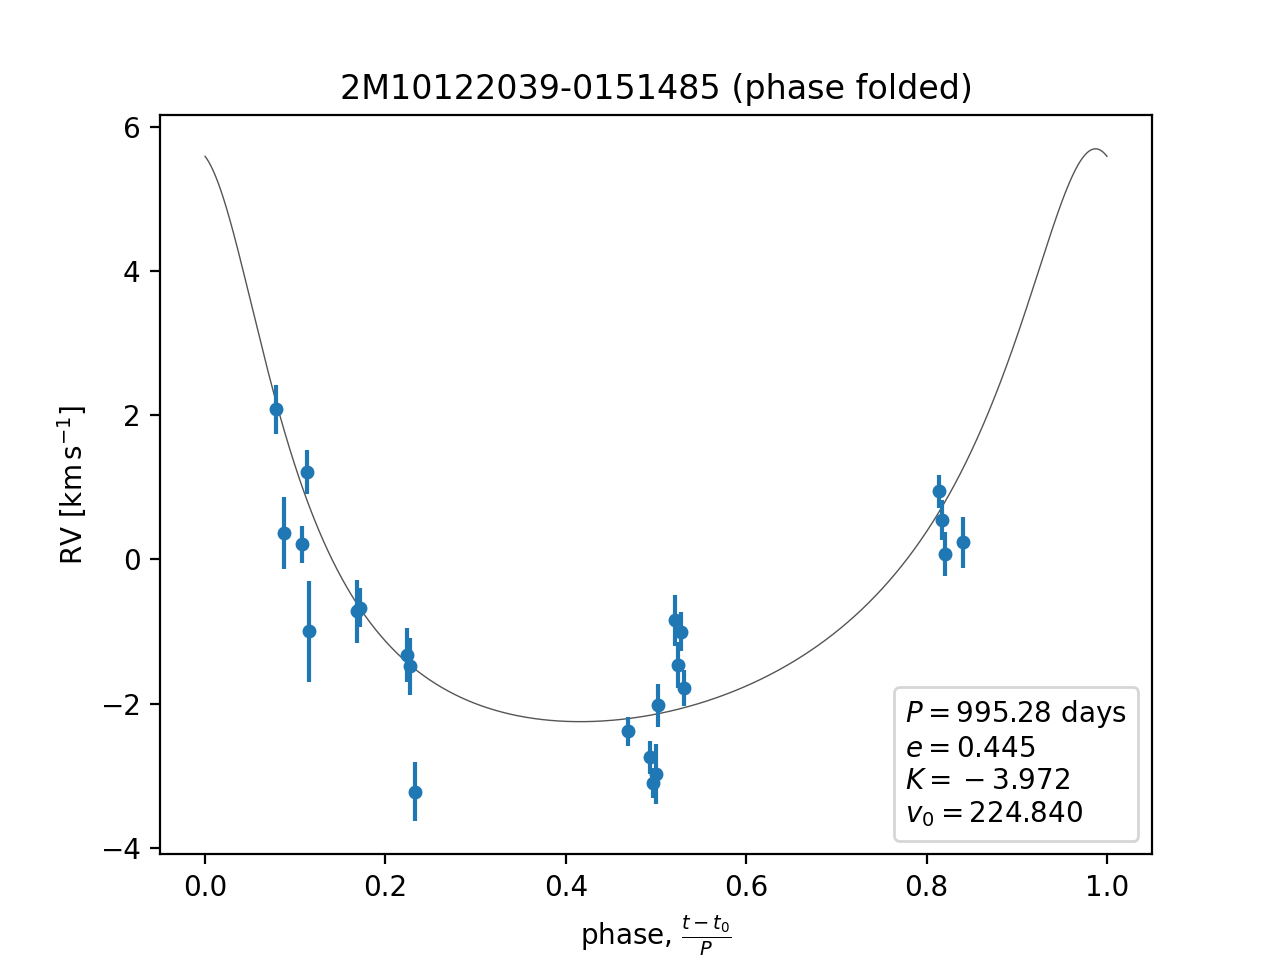 2M10122039-0151485 (phase folded)
6
4
2
0
−2
−4
RV [km s⁻¹]
P = 995.28 days
e = 0.445
K = −3.972
v₀ = 224.840
0.0 0.2 0.4 0.6 0.8 1.0
phase, (t − t₀)/P